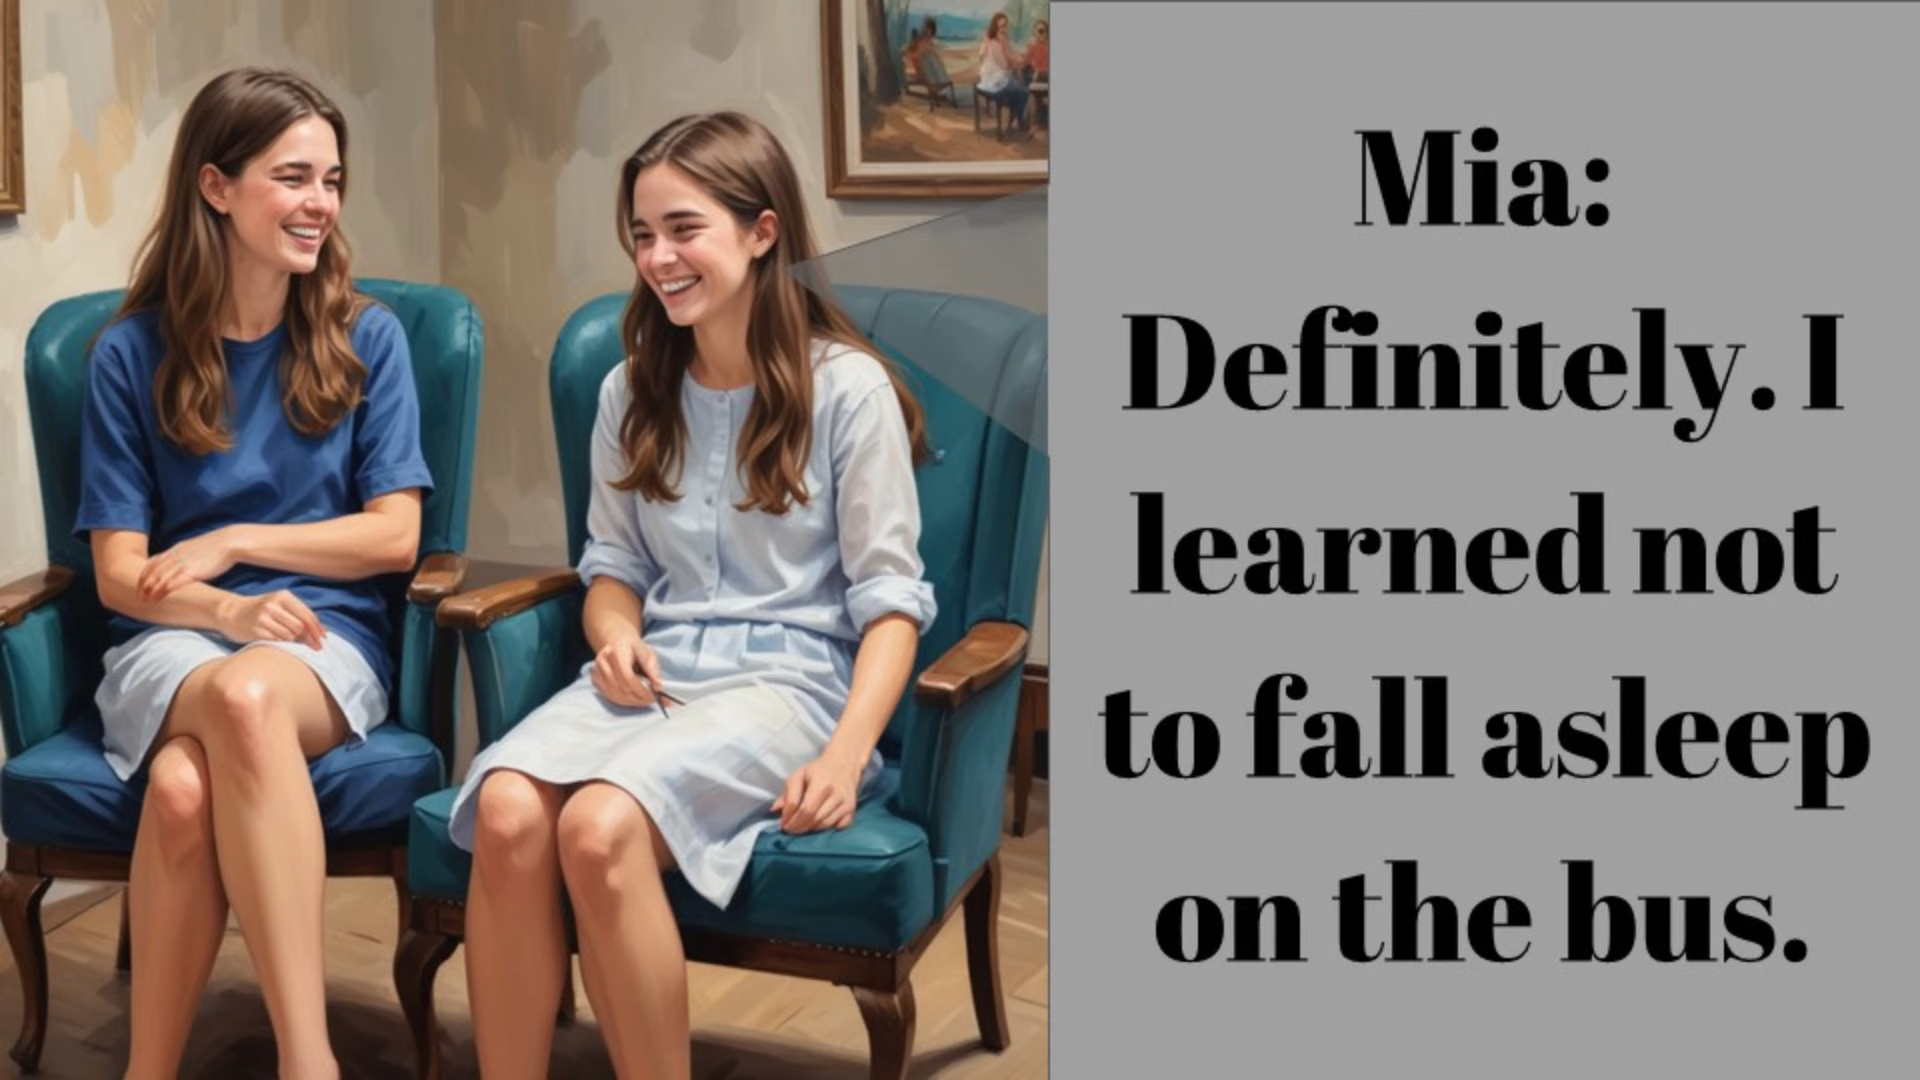 Mia:
Definitely. I
learned not
to fall asleep
on the bus.